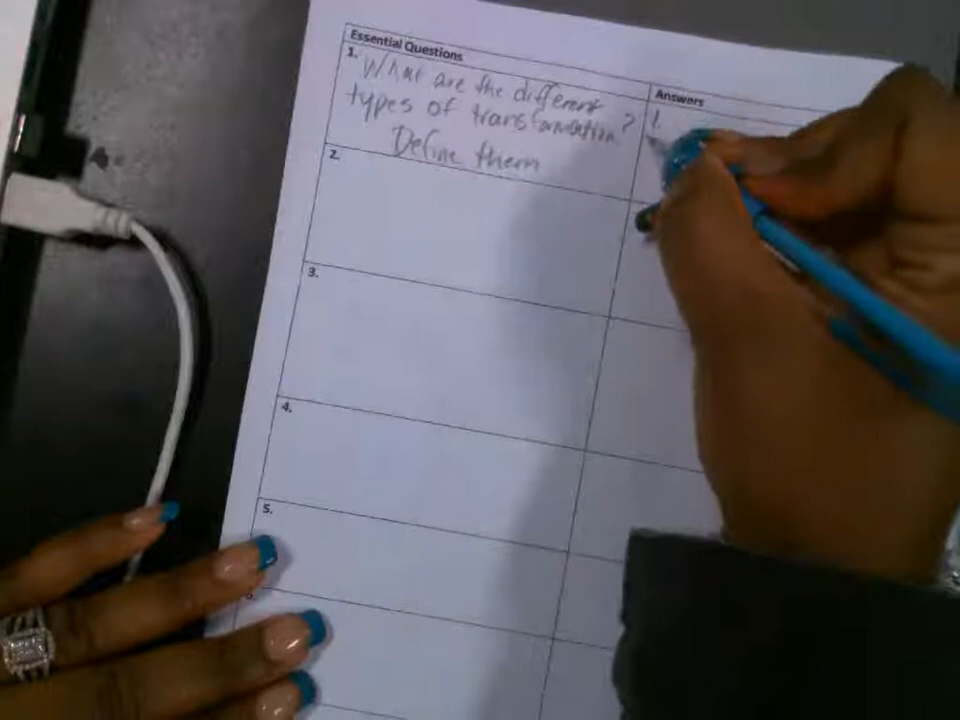 Essential Questions
Answers
1. What are the different
types of transformation?
Define them
1.
2.
3.
4.
5.